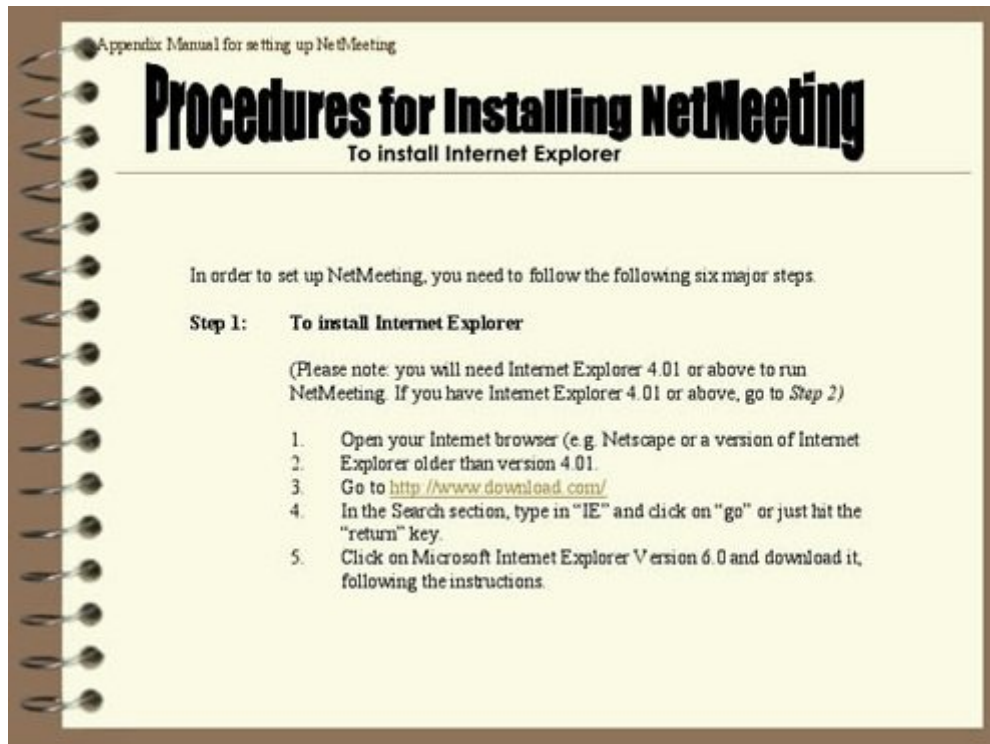 Appendix Manual for setting up NetMeeting
Procedures for Installing NetMeeting
To install Internet Explorer
In order to set up NetMeeting, you need to follow the following six major steps.
Step 1: To install Internet Explorer
(Please note: you will need Internet Explorer 4.01 or above to run
NetMeeting. If you have Internet Explorer 4.01 or above, go to Step 2)
1. Open your Internet browser (e.g. Netscape or a version of Internet
2. Explorer older than version 4.01.
3. Go to http://www.download.com/
4. In the Search section, type in “IE” and click on “go” or just hit the
“return” key.
5. Click on Microsoft Internet Explorer Version 6.0 and download it,
following the instructions.